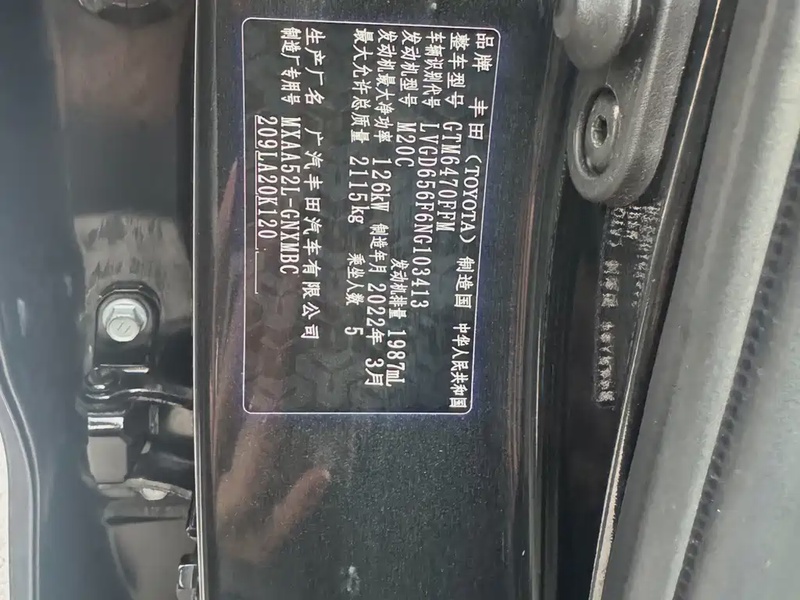 品牌 丰田（TOYOTA） 制造国 中华人民共和国
整车型号 GTM6470FFM
车辆识别代号 LVGD656F6NG103413
发动机型号 M20C 发动机排量 1987mL
发动机最大净功率 126kW 制造年月 2022年 3月
最大允许总质量 2115kg 乘坐人数 5
生产厂名 广汽丰田汽车有限公司
制造厂专用号 MXAA52L-GNXMBC
209LA20K120